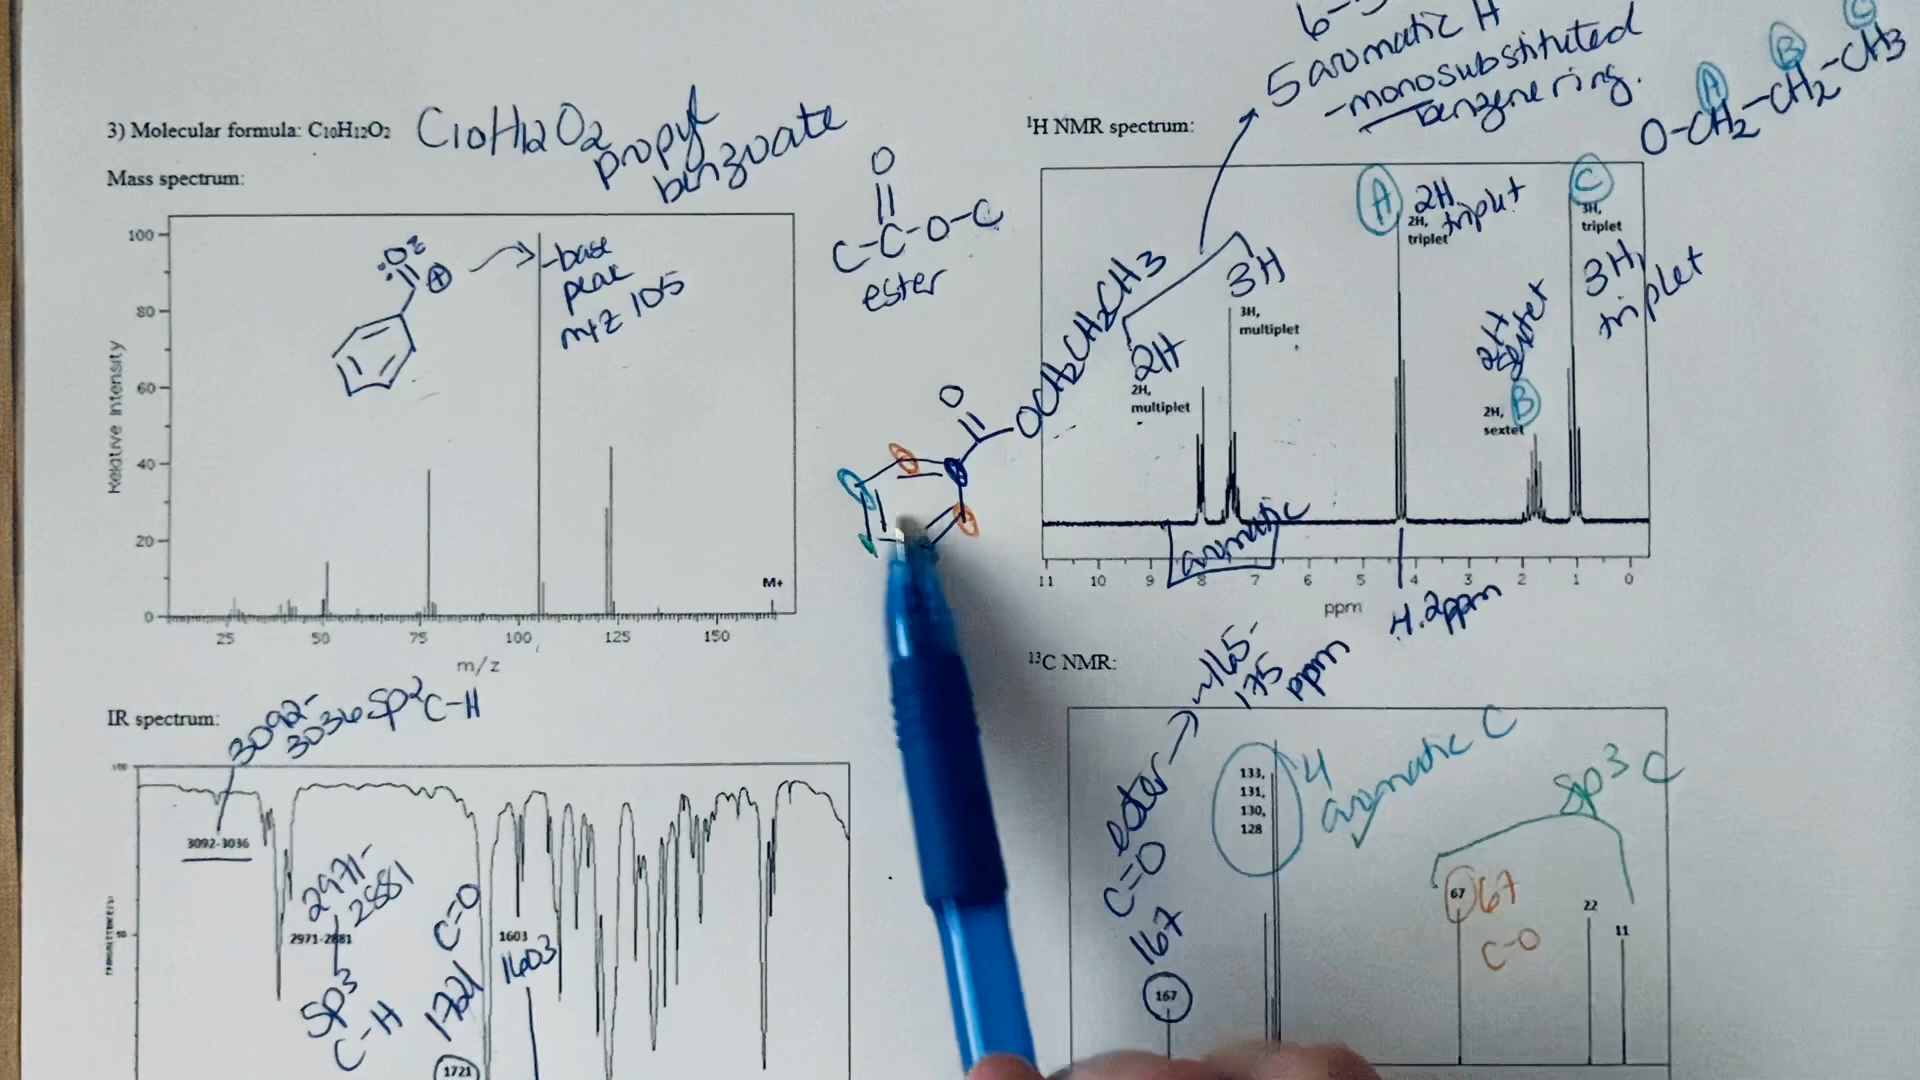 3) Molecular formula: C10H12O2
C10H12O2
propyl
benzoate
Mass spectrum:
100
80
60
40
20
0
Relative Intensity
25
50
75
100
125
150
m/z
M+
:O:
⊕
-base
peak
m/z 105
O
C-C-O-C
ester
O
OCH2CH2CH3
5 aromatic H
-monosubstituted
benzene ring.
A
B
C
O-CH2-CH2-CH3
1H NMR spectrum:
A
2H
triplet
2H,
triplet
C
3H,
triplet
3H,
triplet
3H
3H,
multiplet
2H
2H,
multiplet
2H
sextet
B
2H,
sextet
aromatic
11
10
9
8
7
6
5
4
3
2
1
0
ppm
4.2ppm
IR spectrum:
3092-
3036 sp2 C-H
100
3092-3036
2971-
2881
2971-2881
sp3
C-H
50
C=O
1721
1721
1603
1603
13C NMR:
~165-
175
ppm
ester
C=O
167
167
133,
131,
130,
128
4
aromatic C
sp3 C
67
67
C-O
22
11